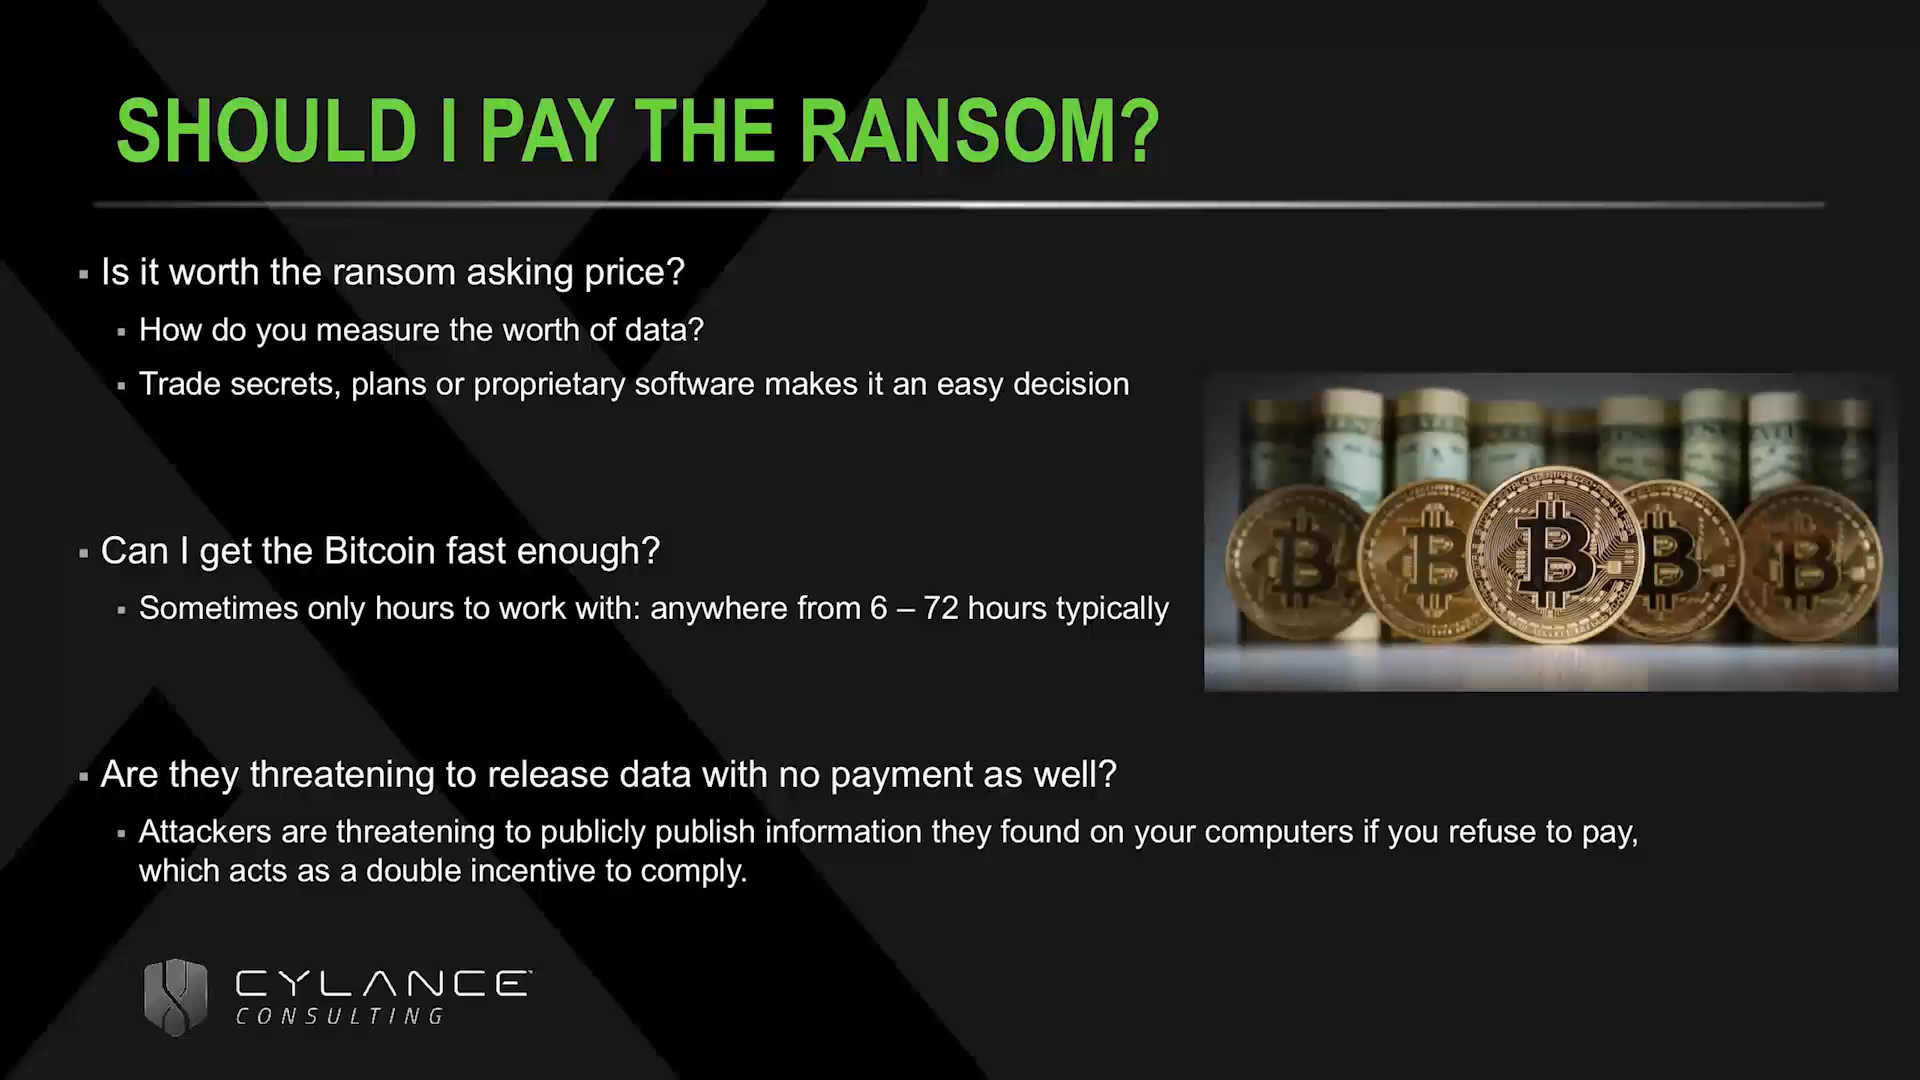 SHOULD I PAY THE RANSOM?
▪ Is it worth the ransom asking price?
▪ How do you measure the worth of data?
▪ Trade secrets, plans or proprietary software makes it an easy decision
▪ Can I get the Bitcoin fast enough?
▪ Sometimes only hours to work with: anywhere from 6 – 72 hours typically
▪ Are they threatening to release data with no payment as well?
▪ Attackers are threatening to publicly publish information they found on your computers if you refuse to pay,
which acts as a double incentive to comply.
CYLANCE™
CONSULTING